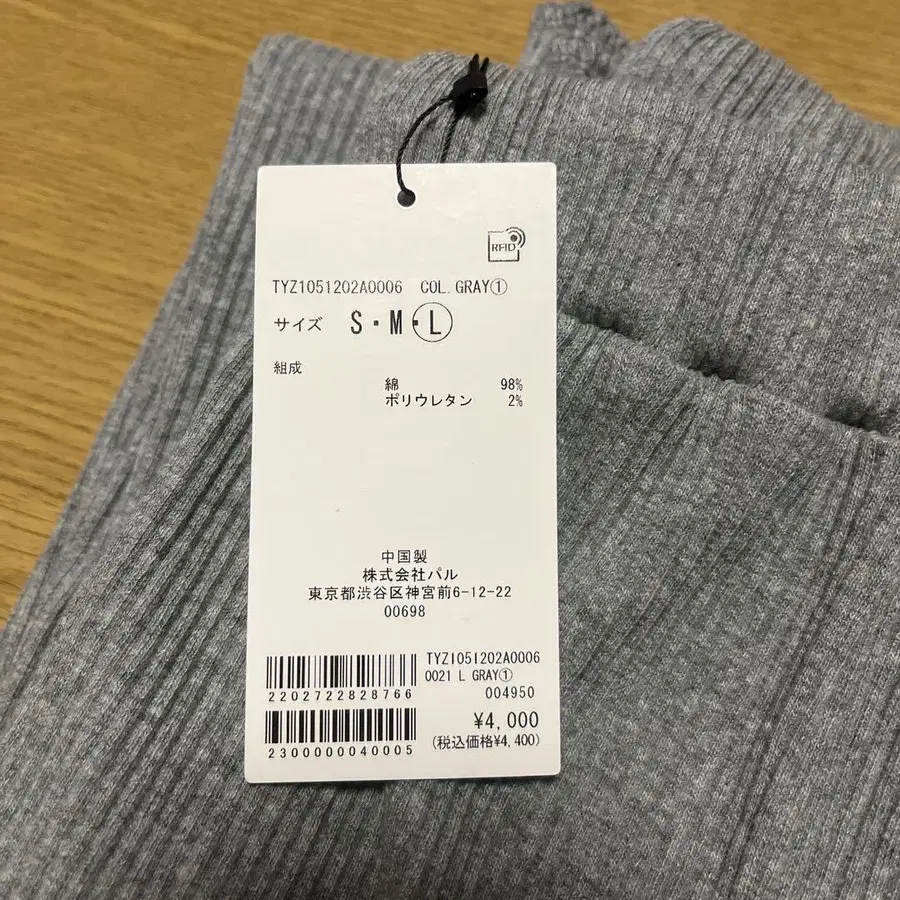 RFID
TYZ1051202A0006 COL.GRAY①
サイズ S・M・L
組成
綿 98%
ポリウレタン 2%
中国製
株式会社パル
東京都渋谷区神宮前6-12-22
00698
TYZ1051202A0006
0021 L GRAY①
2202722828766
004950
¥4,000
2300000040005
(税込価格¥4,400)